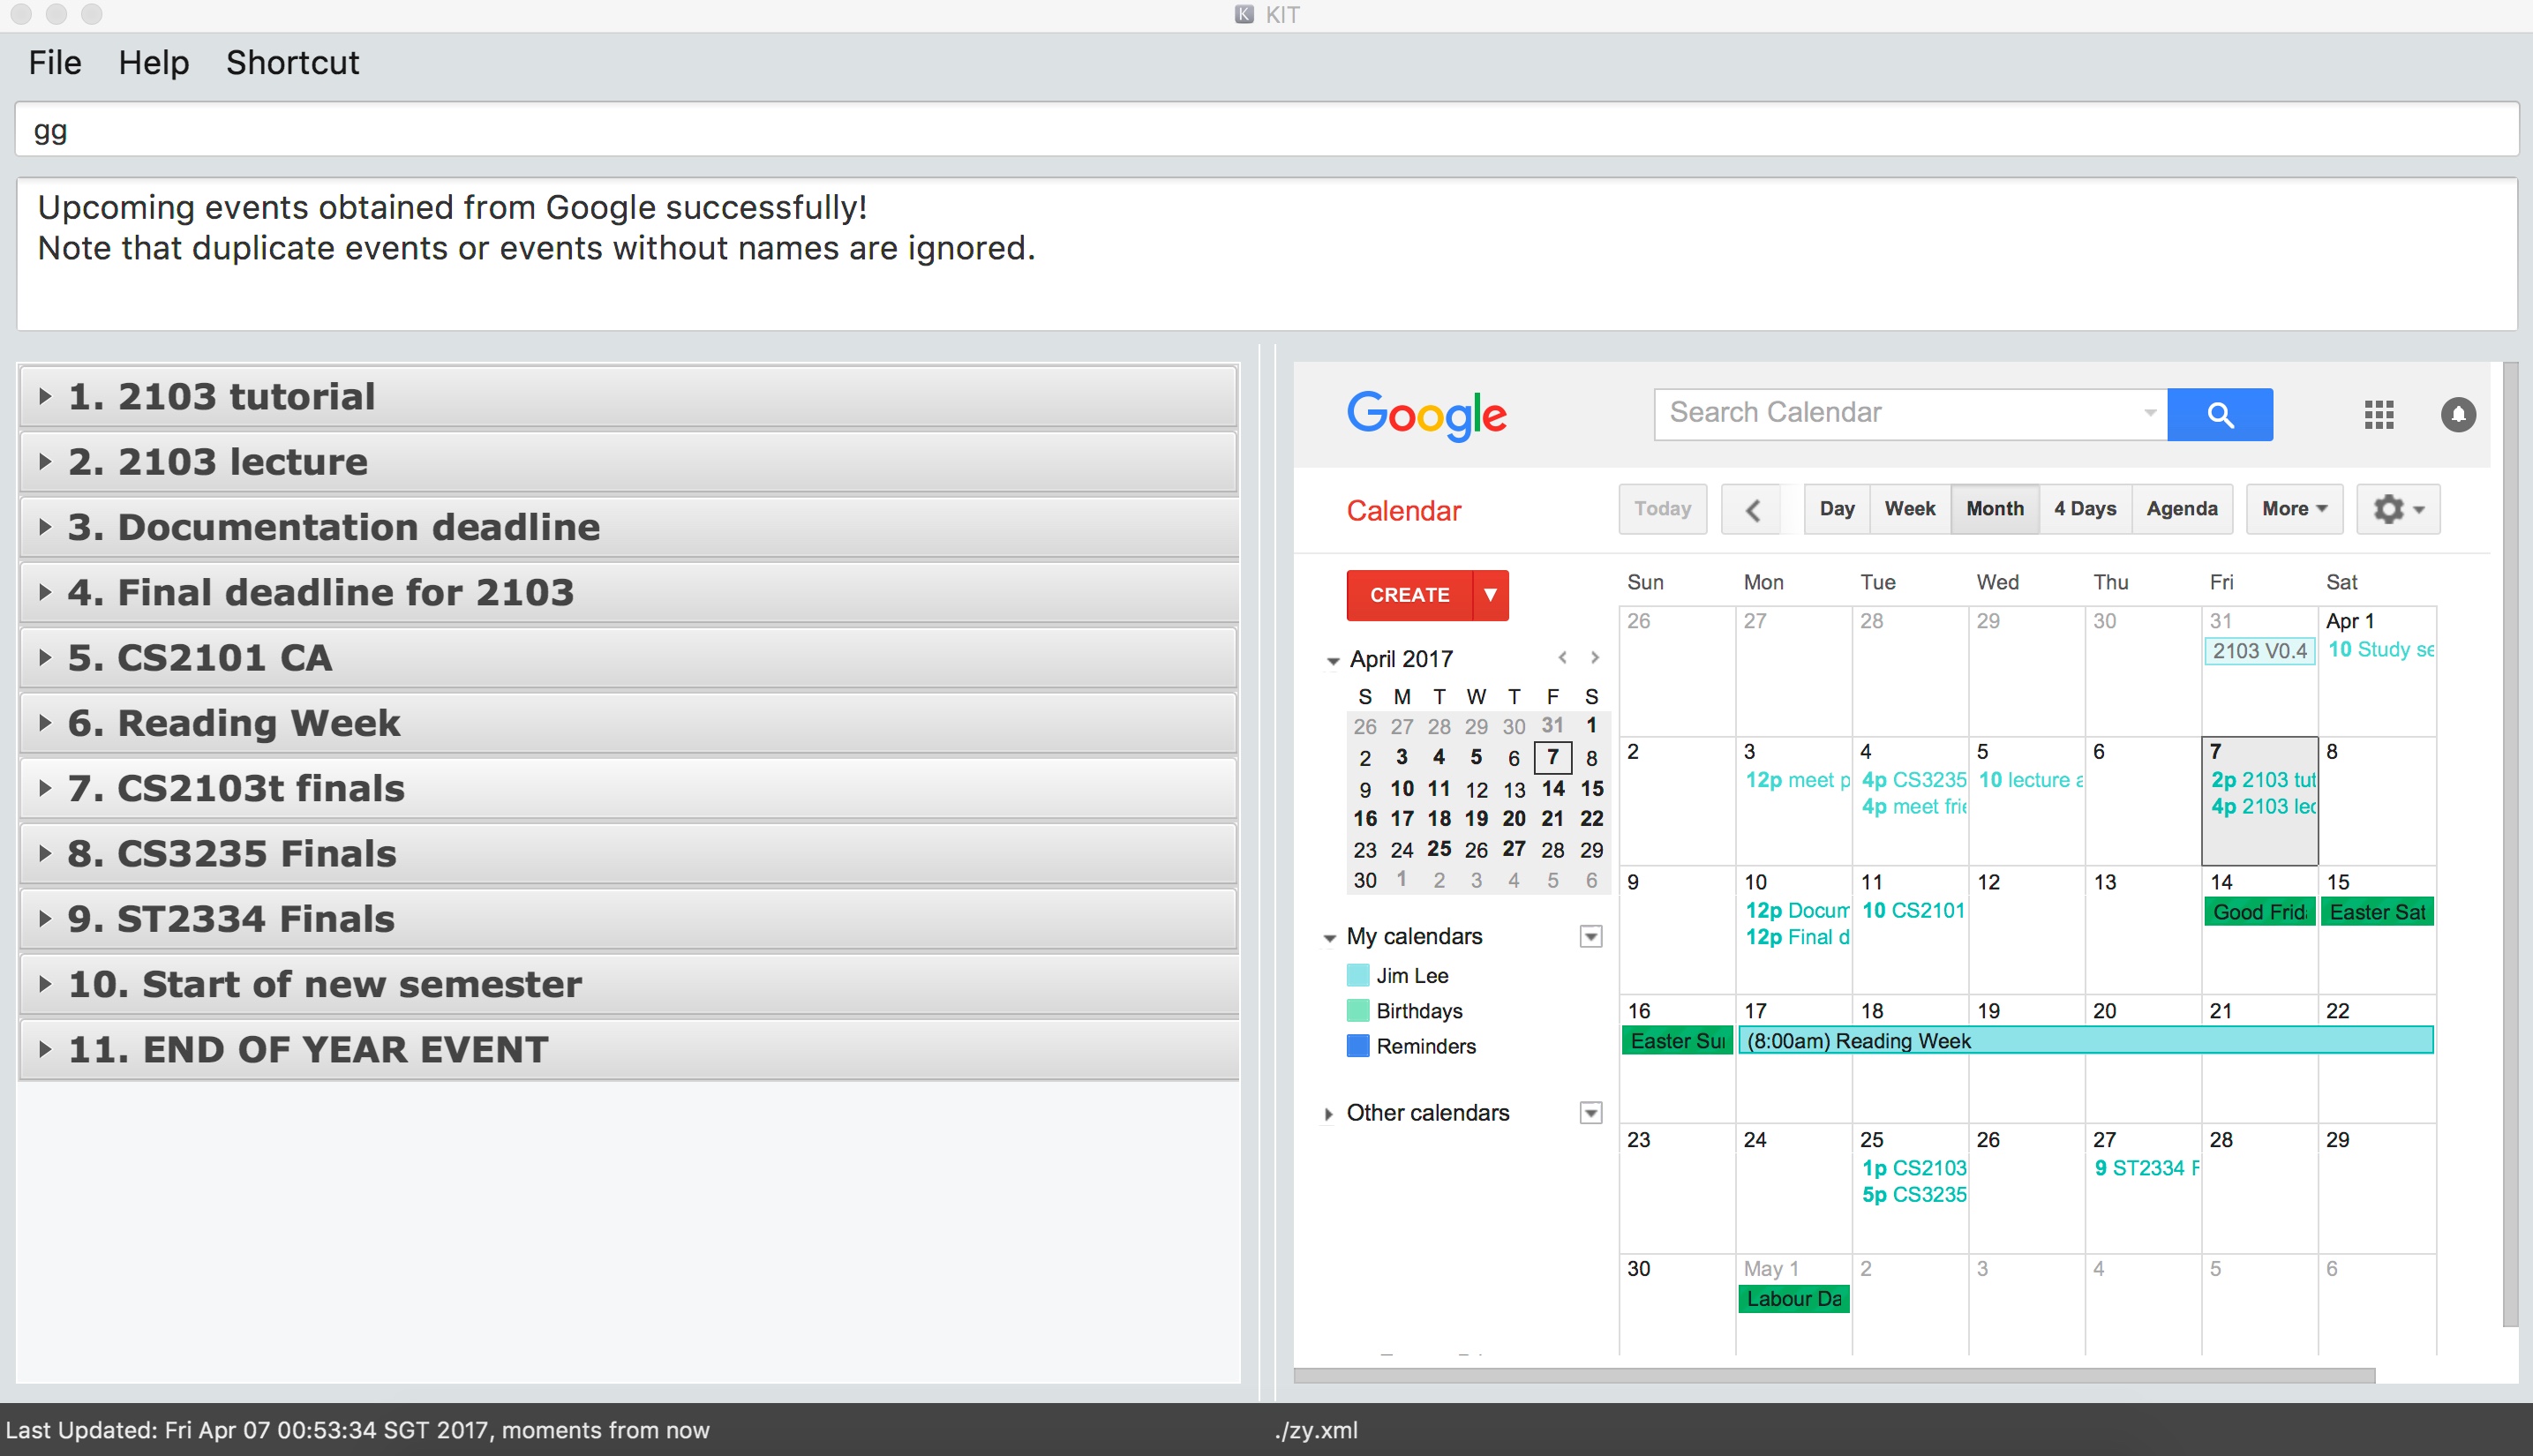 KIT
File Help Shortcut
gg
Upcoming events obtained from Google successfully!
Note that duplicate events or events without names are ignored.
1. 2103 tutorial
2. 2103 lecture
3. Documentation deadline
4. Final deadline for 2103
5. CS2101 CA
6. Reading Week
7. CS2103t finals
8. CS3235 Finals
9. ST2334 Finals
10. Start of new semester
11. END OF YEAR EVENT
Google
Search Calendar
Calendar
Today Day Week Month 4 Days Agenda More
CREATE
April 2017
S M T W T F S
26 27 28 29 30 31 1
2 3 4 5 6 7 8
9 10 11 12 13 14 15
16 17 18 19 20 21 22
23 24 25 26 27 28 29
30 1 2 3 4 5 6
My calendars
Jim Lee
Birthdays
Reminders
Other calendars
Sun Mon Tue Wed Thu Fri Sat
26 27 28 29 30 31 Apr 1
2103 V0.4 10 Study se
2 3 4 5 6 7 8
12p meet p 4p CS3235 10 lecture a 2p 2103 tut
4p meet frie 4p 2103 lec
9 10 11 12 13 14 15
12p Docum 10 CS2101 Good Frid Easter Sat
12p Final d
16 17 18 19 20 21 22
Easter Su (8:00am) Reading Week
23 24 25 26 27 28 29
1p CS2103 9 ST2334 F
5p CS3235
30 May 1 2 3 4 5 6
Labour Da
Last Updated: Fri Apr 07 00:53:34 SGT 2017, moments from now
./zy.xml